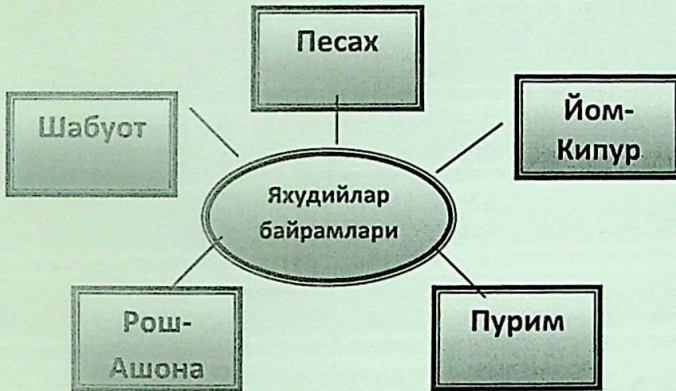 Песах
Шабуот
Йом-
Кипур
Яхудийлар
байрамлари
Рош-
Ашона
Пурим